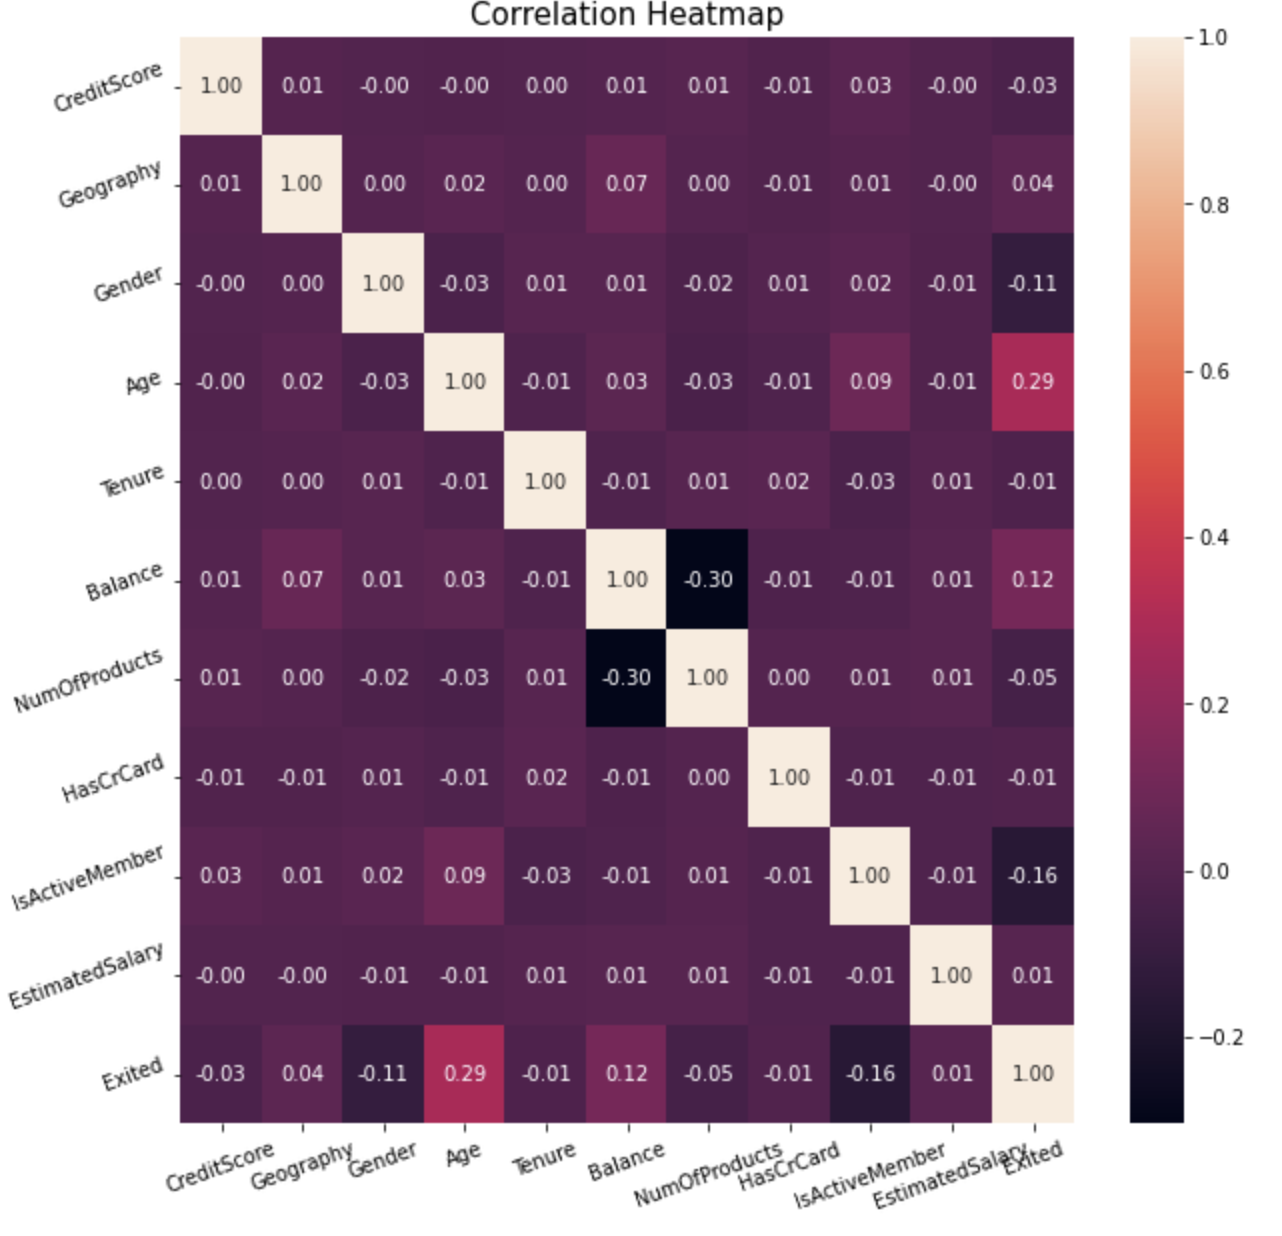 Correlation Heatmap
CreditScore 1.00 0.01 -0.00 -0.00 0.00 0.01 0.01 -0.01 0.03 -0.00 -0.03
Geography 0.01 1.00 0.00 0.02 0.00 0.07 0.00 -0.01 0.01 -0.00 0.04
Gender -0.00 0.00 1.00 -0.03 0.01 0.01 -0.02 0.01 0.02 -0.01 -0.11
Age -0.00 0.02 -0.03 1.00 -0.01 0.03 -0.03 -0.01 0.09 -0.01 0.29
Tenure 0.00 0.00 0.01 -0.01 1.00 -0.01 0.01 0.02 -0.03 0.01 -0.01
Balance 0.01 0.07 0.01 0.03 -0.01 1.00 -0.30 -0.01 -0.01 0.01 0.12
NumOfProducts 0.01 0.00 -0.02 -0.03 0.01 -0.30 1.00 0.00 0.01 0.01 -0.05
HasCrCard -0.01 -0.01 0.01 -0.01 0.02 -0.01 0.00 1.00 -0.01 -0.01 -0.01
IsActiveMember 0.03 0.01 0.02 0.09 -0.03 -0.01 0.01 -0.01 1.00 -0.01 -0.16
EstimatedSalary -0.00 -0.00 -0.01 -0.01 0.01 0.01 0.01 -0.01 -0.01 1.00 0.01
Exited -0.03 0.04 -0.11 0.29 -0.01 0.12 -0.05 -0.01 -0.16 0.01 1.00
CreditScore Geography Gender Age Tenure Balance NumOfProducts HasCrCard IsActiveMember EstimatedSalary Exited
1.0
0.8
0.6
0.4
0.2
0.0
−0.2